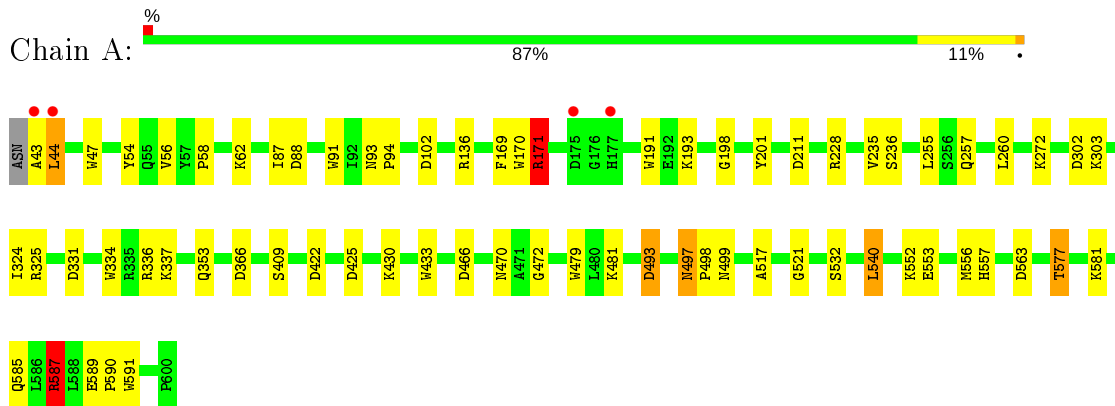 %
Chain A:
87% 11% •
ASN A43 L44 W47 Y54 Q55 V56 Y57 P58 K62 I87 D88 W91 I92 N93 P94 D102 R136 F169 W170 R171 D175 G176 H177 W191 E192 K193 G198 Y201 D211 R228 V235 S236 L255 S256 Q257 L260 K272 D302 K303
I324 R325 D331 W334 R335 R336 K337 Q353 D366 S409 D422 D425 K430 W433 D466 N470 A471 G472 W479 L480 K481 D493 N497 P498 N499 A517 G521 S532 L540 K552 E553 M556 H557 D563 T577 K581
Q585 L586 R587 L588 E589 P590 W591 P600